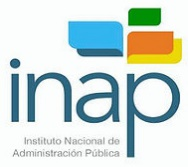 inap
Instituto Nacional de
Administración Pública